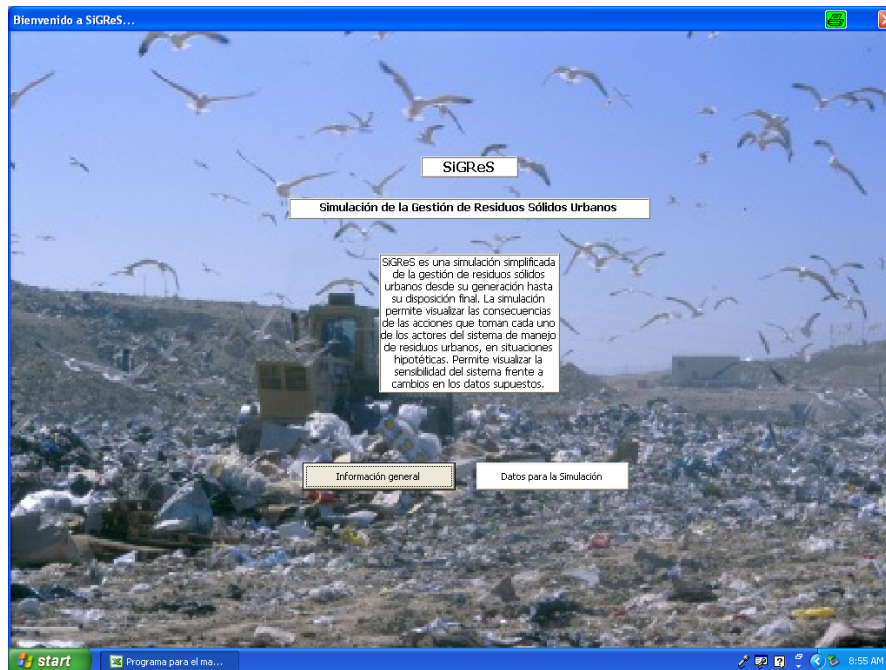 Bienvenido a SiGReS...
SiGReS
Simulación de la Gestión de Residuos Sólidos Urbanos
SiGReS es una simulación simplificada
de la gestión de residuos sólidos
urbanos desde su generación hasta
su disposición final. La simulación
permite visualizar las consecuencias
de las acciones que toman cada uno
de los actores del sistema de manejo
de residuos urbanos, en situaciones
hipotéticas. Permite visualizar la
sensibilidad del sistema frente a
cambios en los datos supuestos.
Información general
Datos para la Simulación
start
Programa para el ma...
8:55 AM